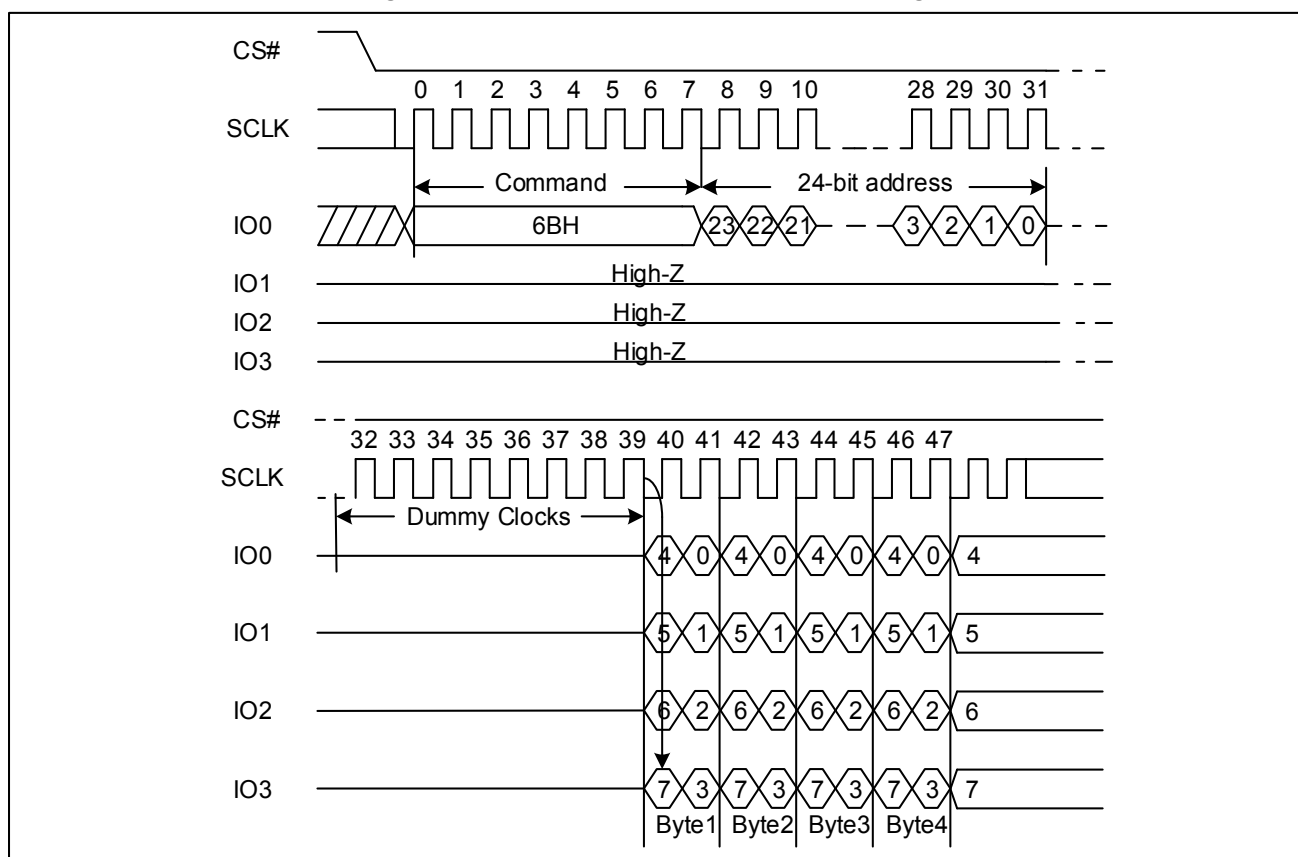 CS#
0 1 2 3 4 5 6 7 8 9 10 28 29 30 31
SCLK
Command 24-bit address
IO0 6BH 23 22 21 3 2 1 0
IO1 High-Z
IO2 High-Z
IO3 High-Z
CS#
32 33 34 35 36 37 38 39 40 41 42 43 44 45 46 47
SCLK
Dummy Clocks
IO0 4 0 4 0 4 0 4 0 4
IO1 5 1 5 1 5 1 5 1 5
IO2 6 2 6 2 6 2 6 2 6
IO3 7 3 7 3 7 3 7 3 7
Byte1 Byte2 Byte3 Byte4